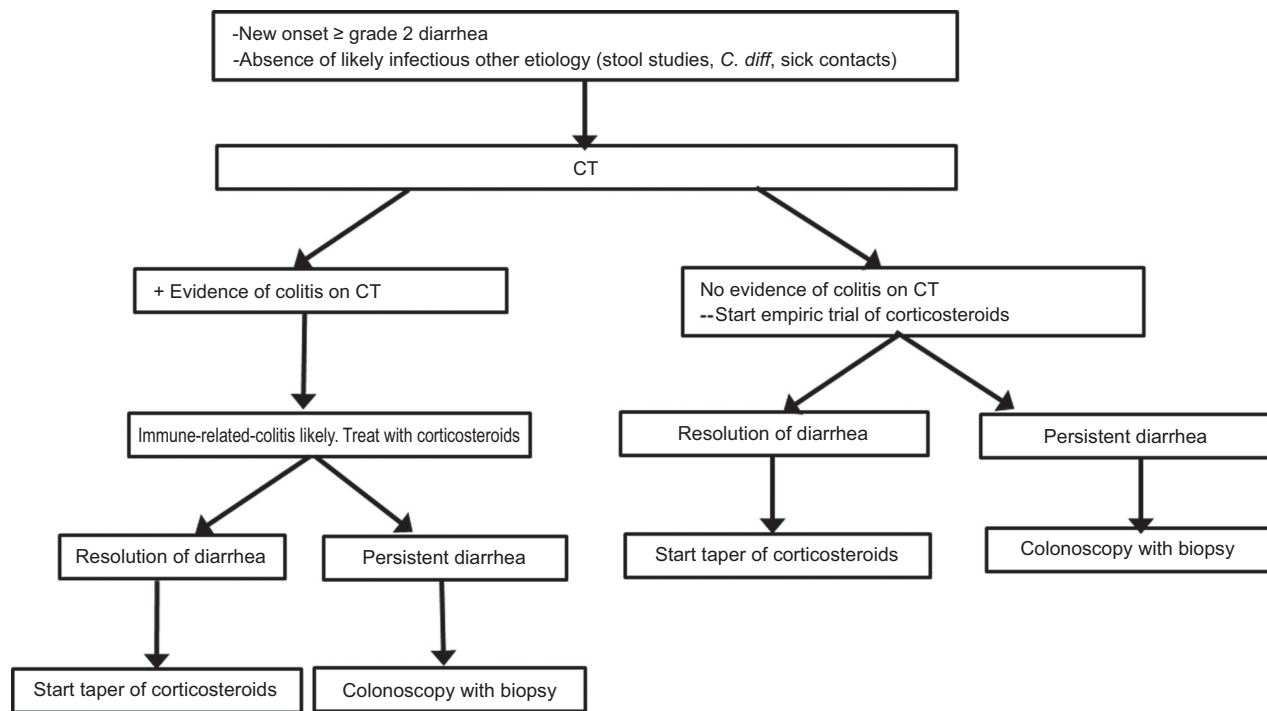 -New onset ≥ grade 2 diarrhea
-Absence of likely infectious other etiology (stool studies, C. diff, sick contacts)
CT
+ Evidence of colitis on CT
No evidence of colitis on CT
--Start empiric trial of corticosteroids
Immune-related-colitis likely. Treat with corticosteroids
Resolution of diarrhea
Persistent diarrhea
Resolution of diarrhea
Persistent diarrhea
Start taper of corticosteroids
Colonoscopy with biopsy
Start taper of corticosteroids
Colonoscopy with biopsy